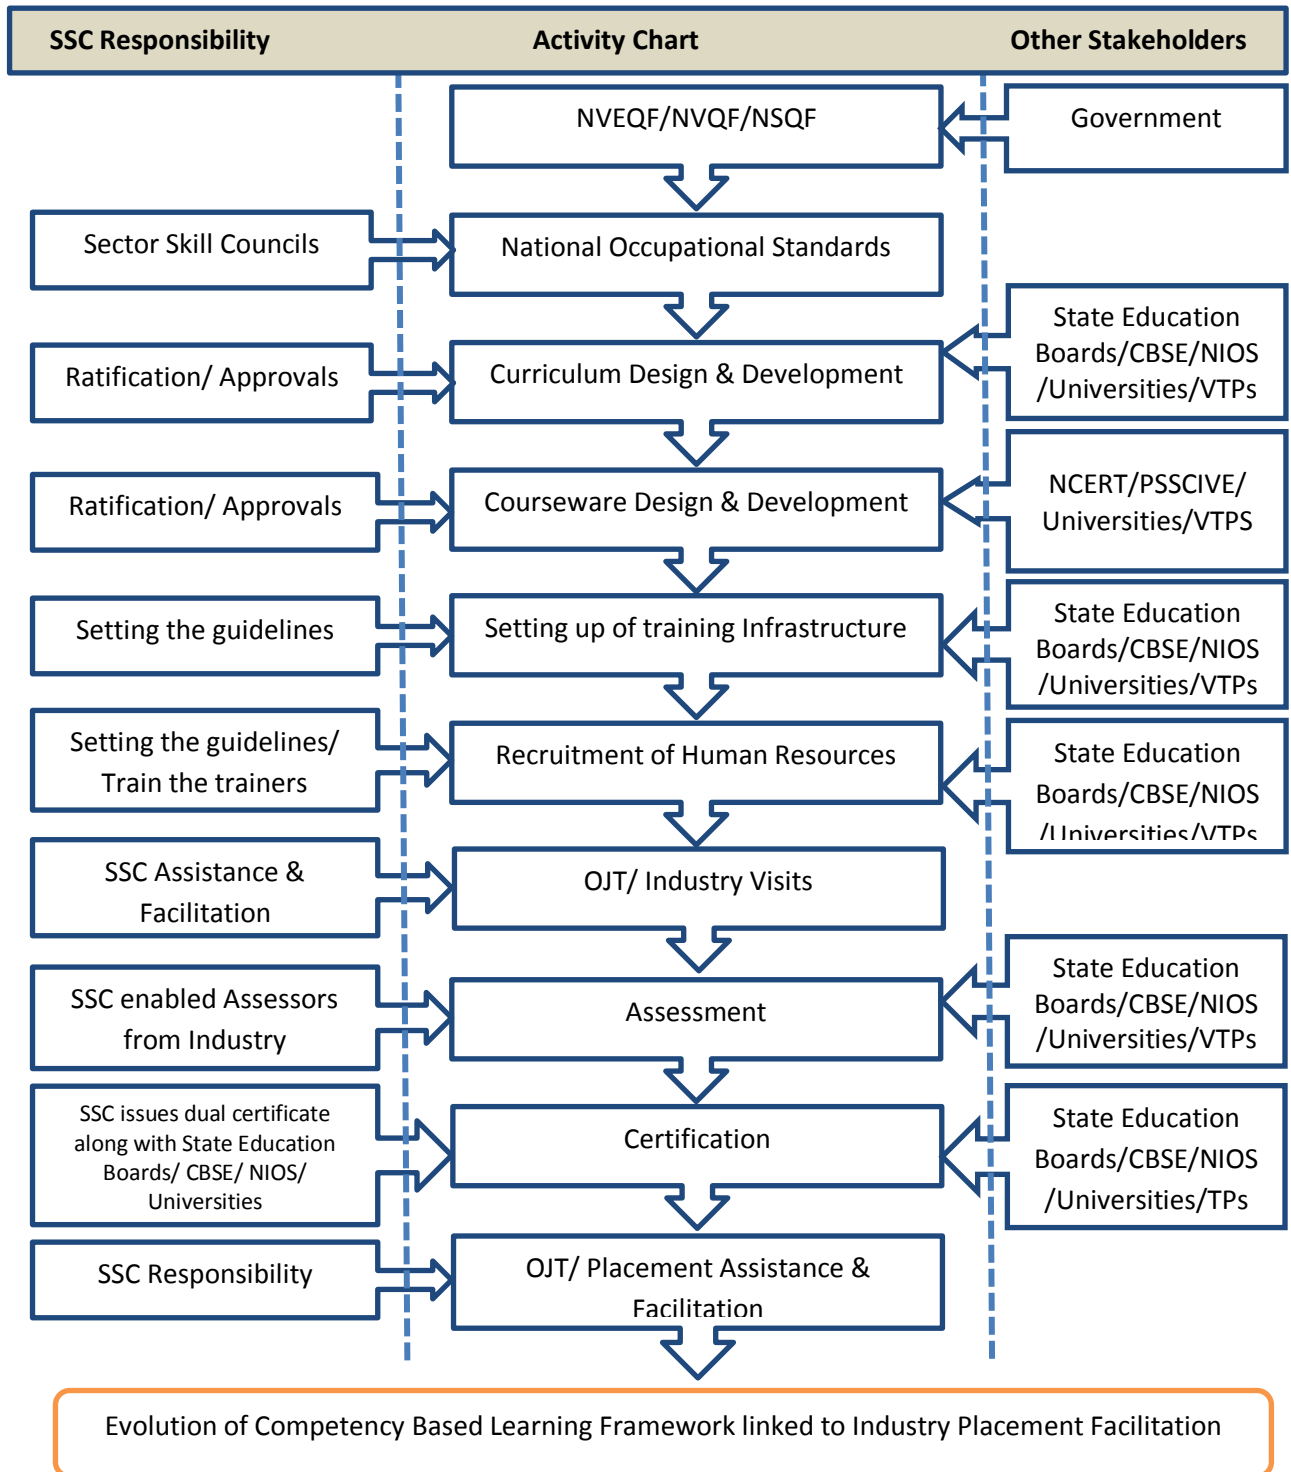 SSC Responsibility
Activity Chart
Other Stakeholders
NVEQF/NVQF/NSQF
Government
Sector Skill Councils
National Occupational Standards
Ratification/ Approvals
Curriculum Design & Development
State Education
Boards/CBSE/NIOS
/Universities/VTPs
Ratification/ Approvals
Courseware Design & Development
NCERT/PSSCIVE/
Universities/VTPS
Setting the guidelines
Setting up of training Infrastructure
State Education
Boards/CBSE/NIOS
/Universities/VTPs
Setting the guidelines/
Train the trainers
Recruitment of Human Resources
State Education
Boards/CBSE/NIOS
/Universities/VTPs
SSC Assistance &
Facilitation
OJT/ Industry Visits
SSC enabled Assessors
from Industry
Assessment
State Education
Boards/CBSE/NIOS
/Universities/VTPs
SSC issues dual certificate
along with State Education
Boards/ CBSE/ NIOS/
Universities
Certification
State Education
Boards/CBSE/NIOS
/Universities/TPs
SSC Responsibility
OJT/ Placement Assistance &
Facilitation
Evolution of Competency Based Learning Framework linked to Industry Placement Facilitation